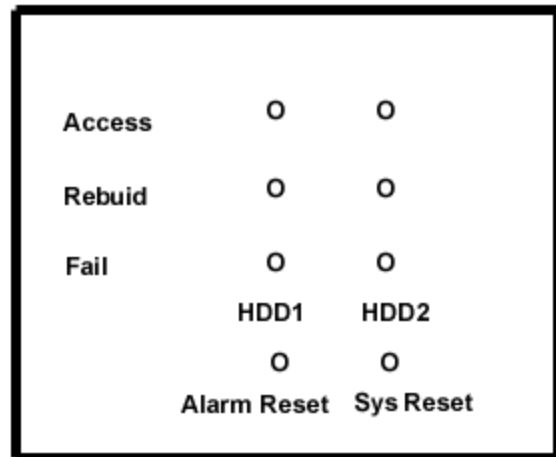 Access O O
Rebuid O O
Fail O O
HDD1 HDD2
O O
Alarm Reset Sys Reset